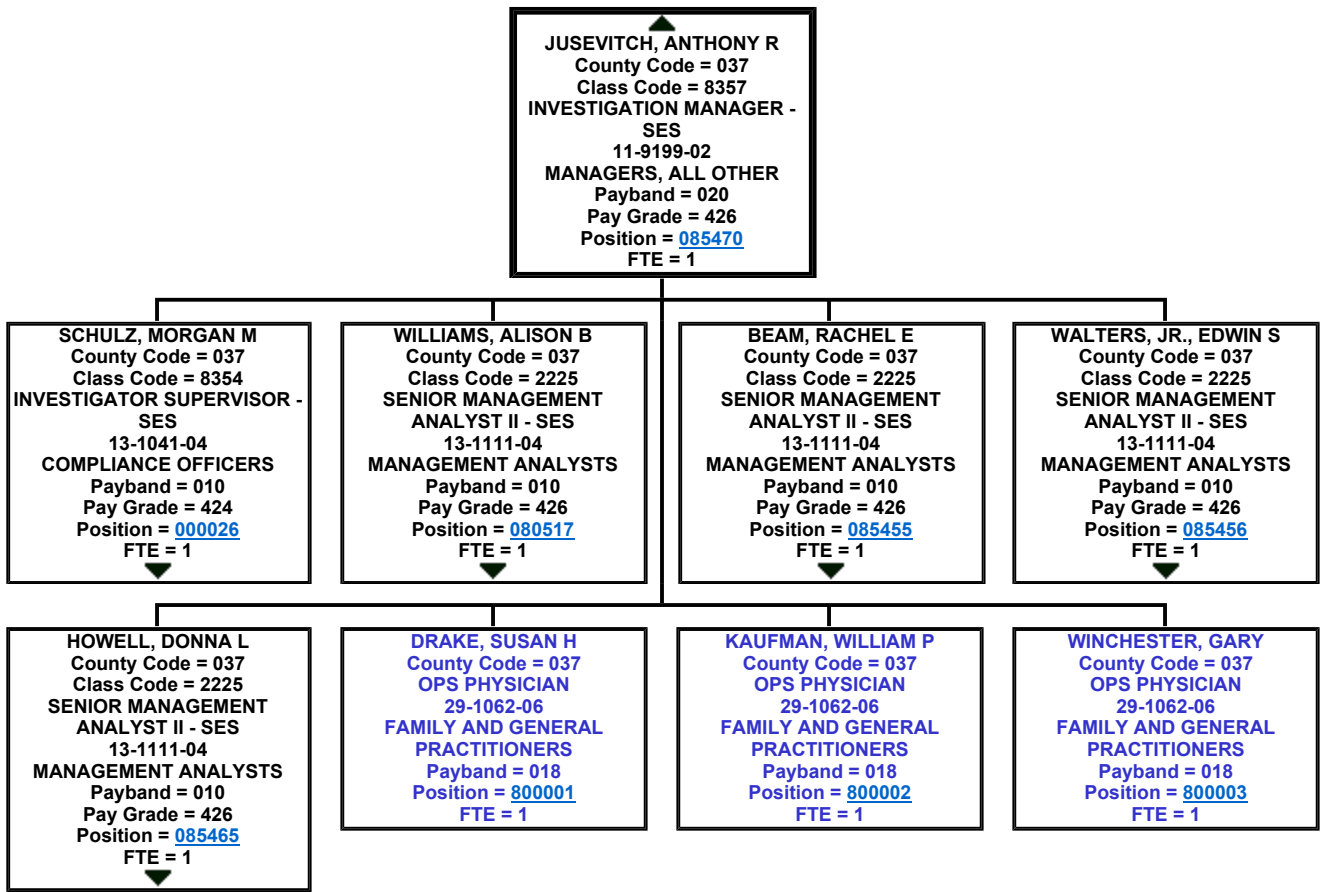 JUSEVITCH, ANTHONY R
County Code = 037
Class Code = 8357
INVESTIGATION MANAGER -
SES
11-9199-02
MANAGERS, ALL OTHER
Payband = 020
Pay Grade = 426
Position = 085470
FTE = 1
SCHULZ, MORGAN M
County Code = 037
Class Code = 8354
INVESTIGATOR SUPERVISOR -
SES
13-1041-04
COMPLIANCE OFFICERS
Payband = 010
Pay Grade = 424
Position = 000026
FTE = 1
WILLIAMS, ALISON B
County Code = 037
Class Code = 2225
SENIOR MANAGEMENT
ANALYST II - SES
13-1111-04
MANAGEMENT ANALYSTS
Payband = 010
Pay Grade = 426
Position = 080517
FTE = 1
BEAM, RACHEL E
County Code = 037
Class Code = 2225
SENIOR MANAGEMENT
ANALYST II - SES
13-1111-04
MANAGEMENT ANALYSTS
Payband = 010
Pay Grade = 426
Position = 085455
FTE = 1
WALTERS, JR., EDWIN S
County Code = 037
Class Code = 2225
SENIOR MANAGEMENT
ANALYST II - SES
13-1111-04
MANAGEMENT ANALYSTS
Payband = 010
Pay Grade = 426
Position = 085456
FTE = 1
HOWELL, DONNA L
County Code = 037
Class Code = 2225
SENIOR MANAGEMENT
ANALYST II - SES
13-1111-04
MANAGEMENT ANALYSTS
Payband = 010
Pay Grade = 426
Position = 085465
FTE = 1
DRAKE, SUSAN H
County Code = 037
OPS PHYSICIAN
29-1062-06
FAMILY AND GENERAL
PRACTITIONERS
Payband = 018
Position = 800001
FTE = 1
KAUFMAN, WILLIAM P
County Code = 037
OPS PHYSICIAN
29-1062-06
FAMILY AND GENERAL
PRACTITIONERS
Payband = 018
Position = 800002
FTE = 1
WINCHESTER, GARY
County Code = 037
OPS PHYSICIAN
29-1062-06
FAMILY AND GENERAL
PRACTITIONERS
Payband = 018
Position = 800003
FTE = 1